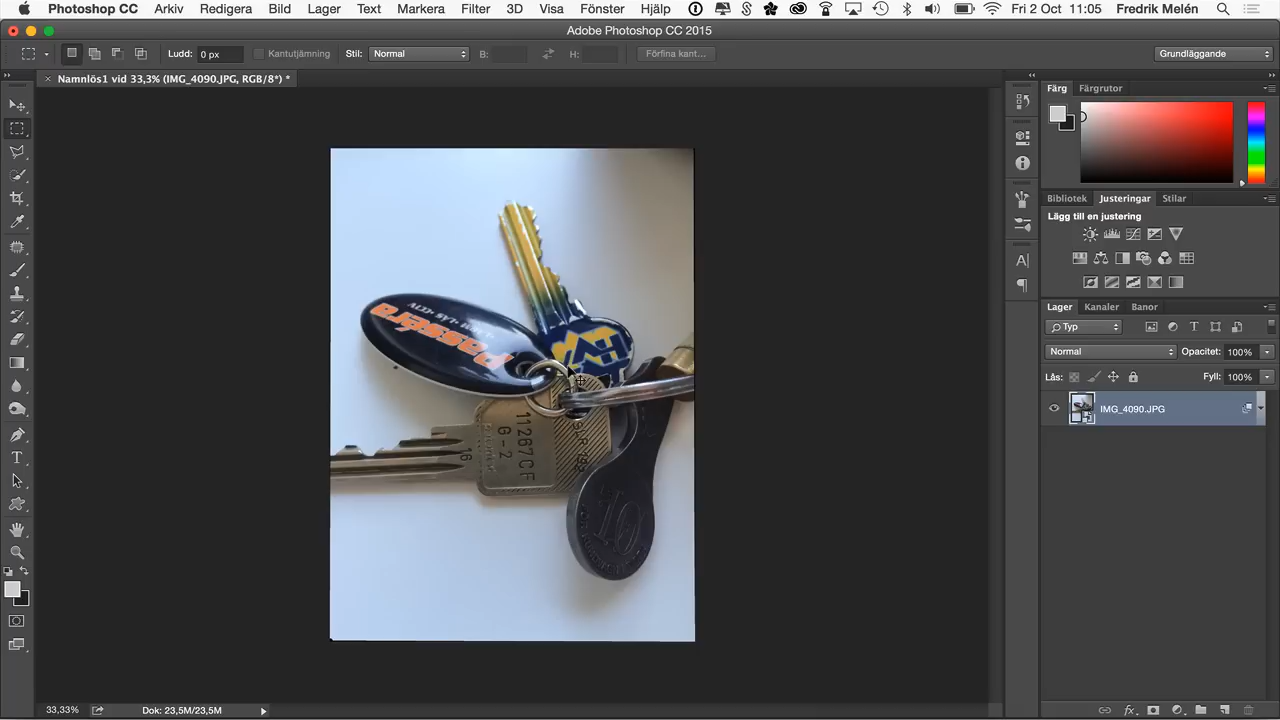 Photoshop CC Arkiv Redigera Bild Lager Text Markera Filter 3D Visa Fönster Hjälp Fri 2 Oct 11:05 Fredrik Melén
Adobe Photoshop CC 2015
Ludd: 0 px Kantutjämning Stil: Normal B: H: Förfina kant... Grundläggande
× Namnlös1 vid 33,3% (IMG_4090.JPG, RGB/8*) *
Färg Färgrutor
Bibliotek Justeringar Stilar
Lägg till en justering
Lager Kanaler Banor
Typ
Normal Opacitet: 100%
Lås: Fyll: 100%
IMG_4090.JPG
Passera
11267CF
G-2
16
10
33,33% Dok: 23,5M/23,5M